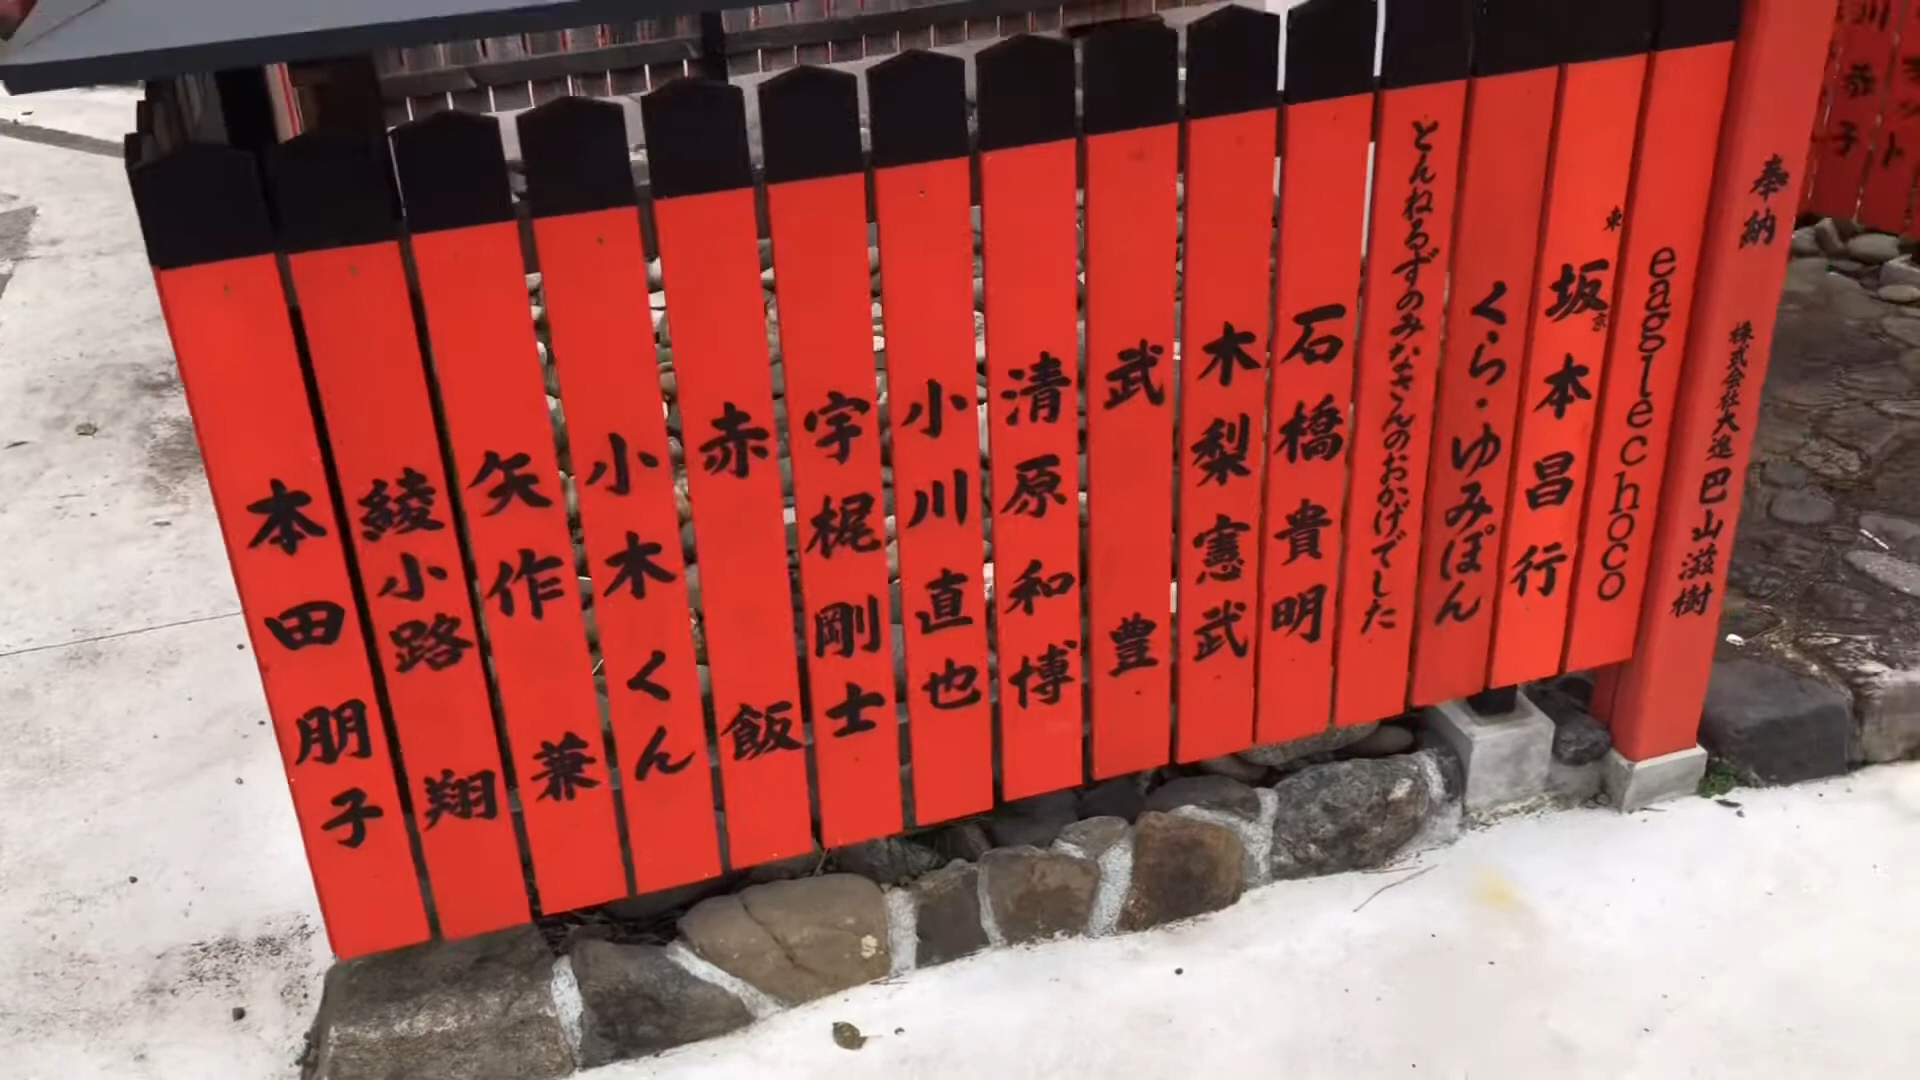 奉納 株式会社大進 巴山滋樹
eaglechoco
東京 坂本昌行
くら・ゆみぽん
とんねるずのみなさんのおかげでした
石橋貴明
木梨憲武
武豊
清原和博
小川直也
宇梶剛士
赤飯
小木くん
矢作兼
綾小路翔
本田朋子